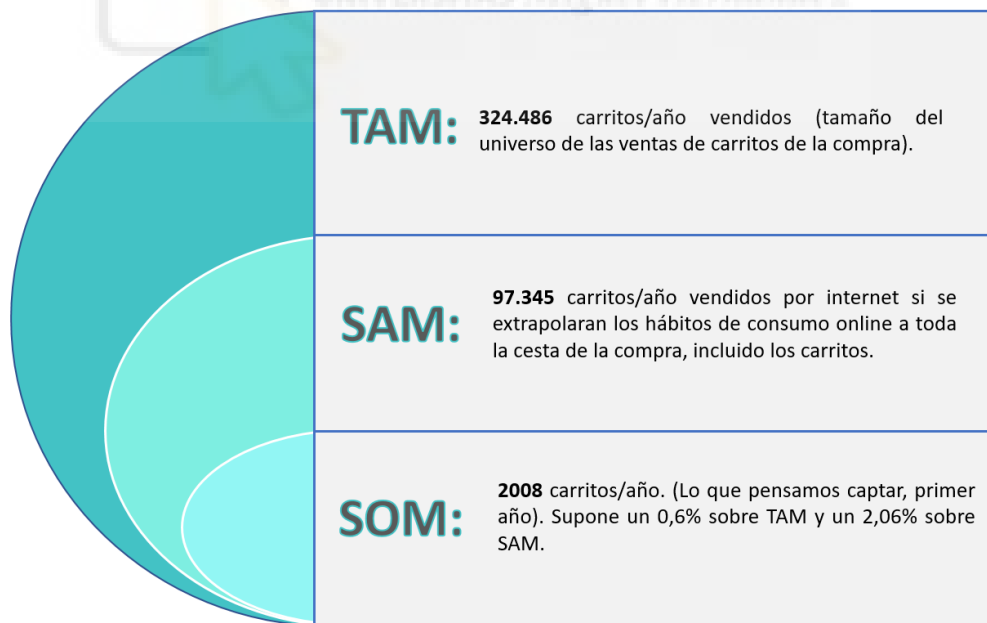 TAM: 324.486 carritos/año vendidos (tamaño del
universo de las ventas de carritos de la compra).
SAM: 97.345 carritos/año vendidos por internet si se
extrapolaran los hábitos de consumo online a toda
la cesta de la compra, incluido los carritos.
SOM: 2008 carritos/año. (Lo que pensamos captar, primer
año). Supone un 0,6% sobre TAM y un 2,06% sobre
SAM.